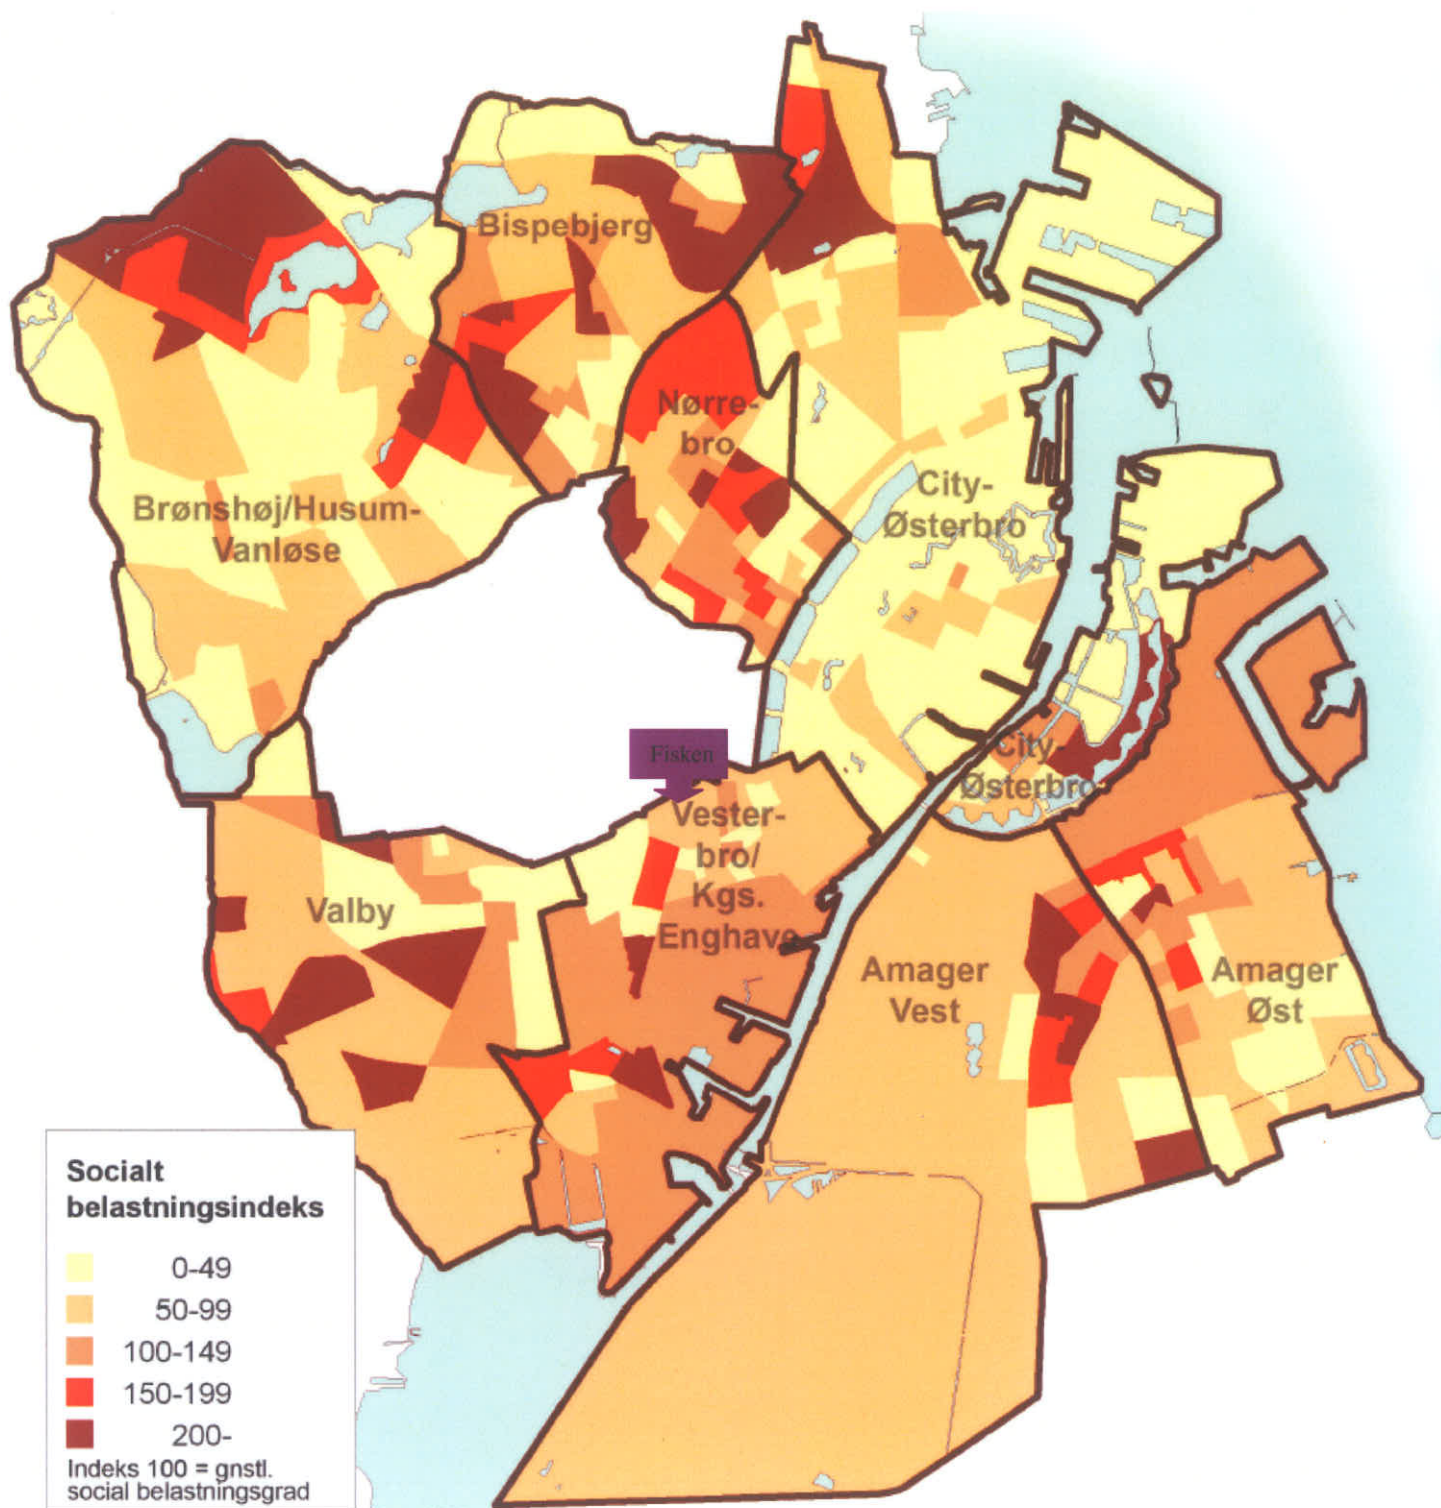 Bispebjerg
Nørre-
bro
City-
Østerbro
Brønshøj/Husum-
Vanløse
Fisken
City-
Østerbro
Vester-
bro/
Kgs.
Enghave
Valby
Amager
Vest
Amager
Øst
Socialt
belastningsindeks
0-49
50-99
100-149
150-199
200-
Indeks 100 = gnstl.
social belastningsgrad